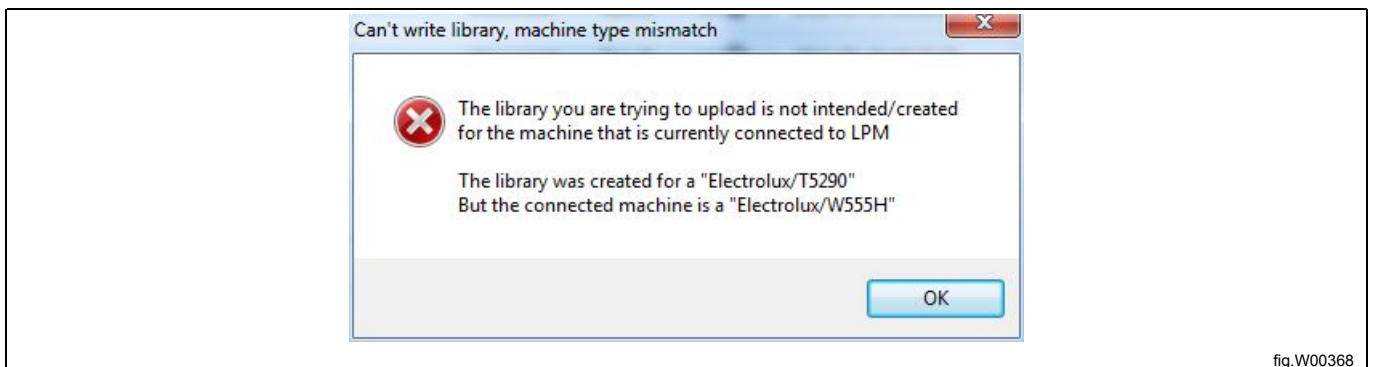 Can't write library, machine type mismatch
The library you are trying to upload is not intended/created
for the machine that is currently connected to LPM
The library was created for a "Electrolux/T5290"
But the connected machine is a "Electrolux/W555H"
OK
fig.W00368